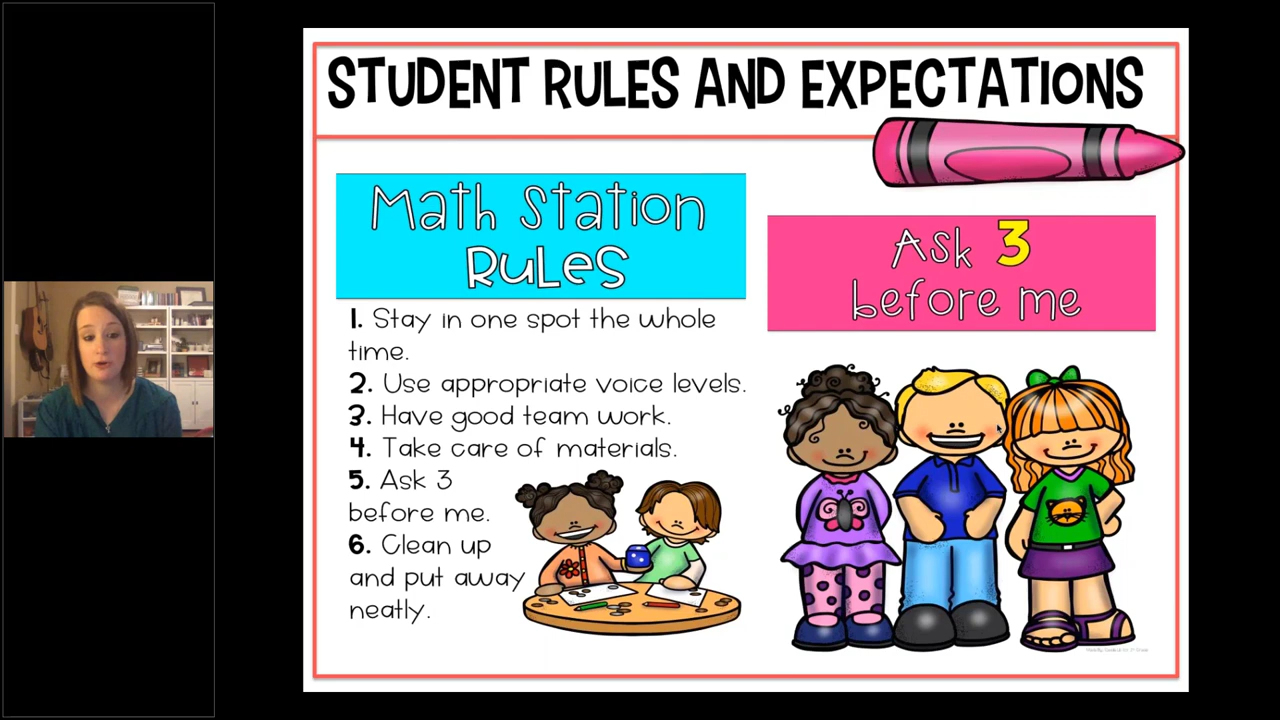 STUDENT RULES AND EXPECTATIONS
Math Station
Rules
1. Stay in one spot the whole
time.
2. Use appropriate voice levels.
3. Have good team work.
4. Take care of materials.
5. Ask 3
before me.
6. Clean up
and put away
neatly.
Ask 3
before me